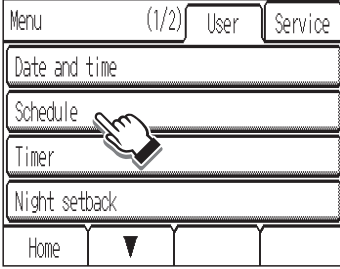 Menu (1/2) User Service
Date and time
Schedule
Timer
Night setback
Home ▼